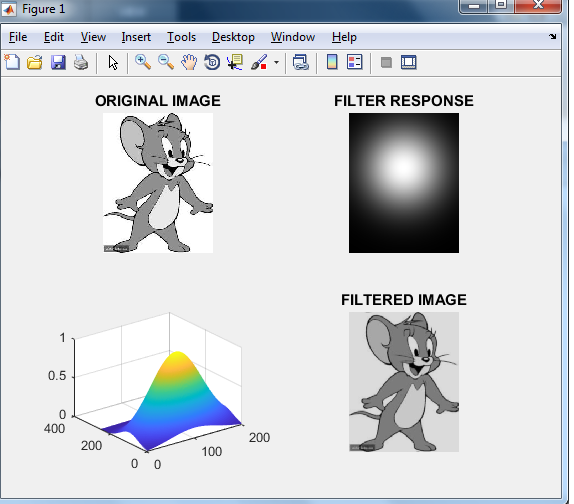 Figure 1
File Edit View Insert Tools Desktop Window Help
ORIGINAL IMAGE
FILTER RESPONSE
FILTERED IMAGE
1
0.5
0
400
200
0
0
100
200